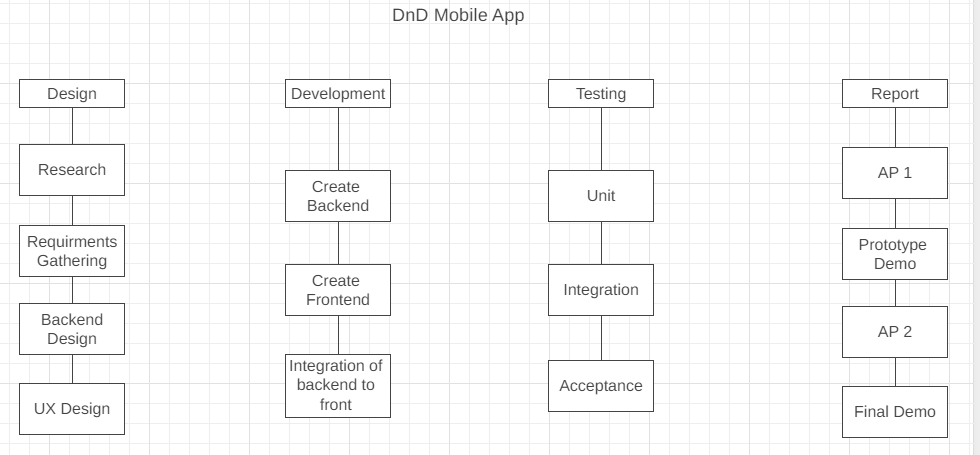 DnD Mobile App
Design
Research
Requirments
Gathering
Backend
Design
UX Design
Development
Create
Backend
Create
Frontend
Integration of
backend to
front
Testing
Unit
Integration
Acceptance
Report
AP 1
Prototype
Demo
AP 2
Final Demo